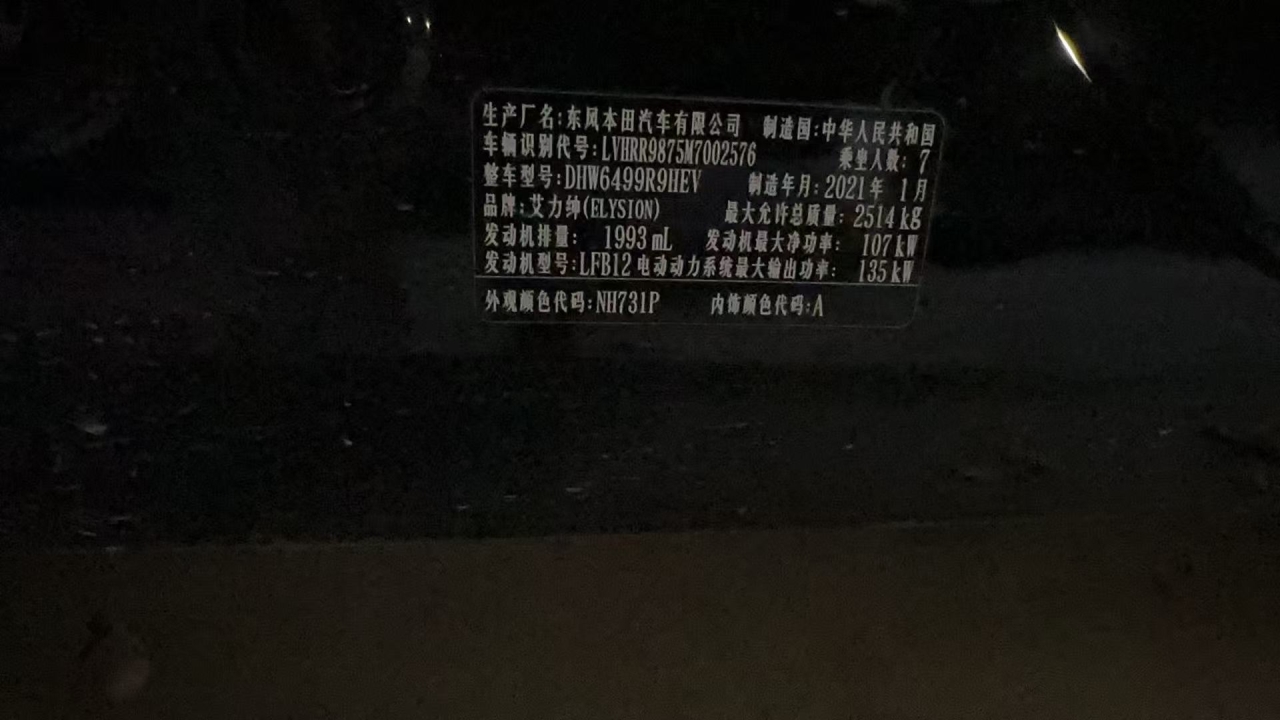 生产厂名:东风本田汽车有限公司 制造国:中华人民共和国
车辆识别代号:LVHRR9875M7002576 乘坐人数: 7
整车型号:DHW6499R9HEV 制造年月:2021年 1月
品牌:艾力绅(ELYSION) 最大允许总质量: 2514kg
发动机排量: 1993mL 发动机最大净功率: 107kW
发动机型号:LFB12 电动动力系统最大输出功率: 135kW
外观颜色代码:NH731P 内饰颜色代码:A